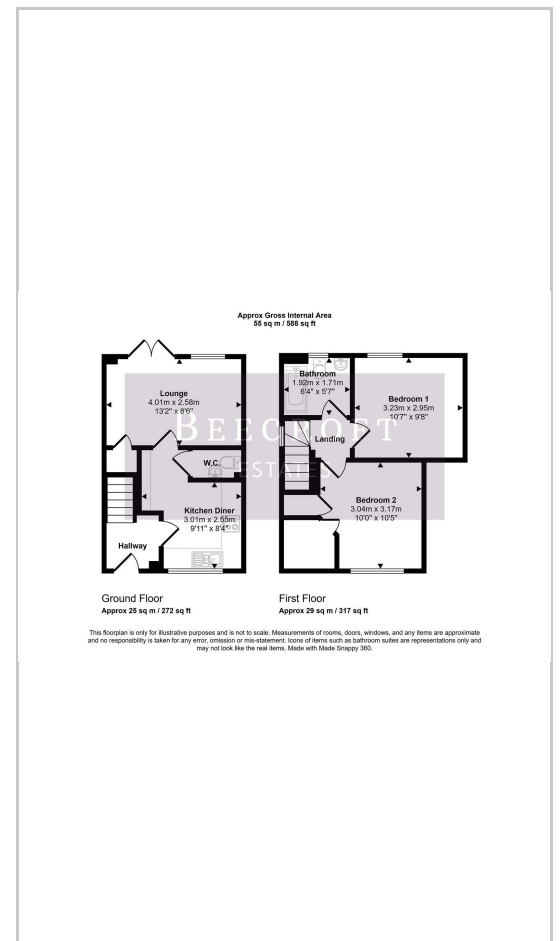 Approx Gross Internal Area
55 sq m / 588 sq ft
Lounge
4.01m x 2.58m
13'2" x 8'6"
W.C.
Kitchen Diner
3.01m x 2.55m
9'11" x 8'4"
Hallway
Bathroom
1.92m x 1.71m
6'4" x 5'7"
Bedroom 1
3.23m x 2.95m
10'7" x 9'8"
Landing
Bedroom 2
3.04m x 3.17m
10'0" x 10'5"
BEECROFT
ESTATES
Ground Floor
Approx 25 sq m / 272 sq ft
First Floor
Approx 29 sq m / 317 sq ft
This floorplan is only for illustrative purposes and is not to scale. Measurements of rooms, doors, windows, and any items are approximate
and no responsibility is taken for any error, omission or mis-statement. Icons of items such as bathroom suites are representations only and
may not look like the real items. Made with Made Snappy 360.